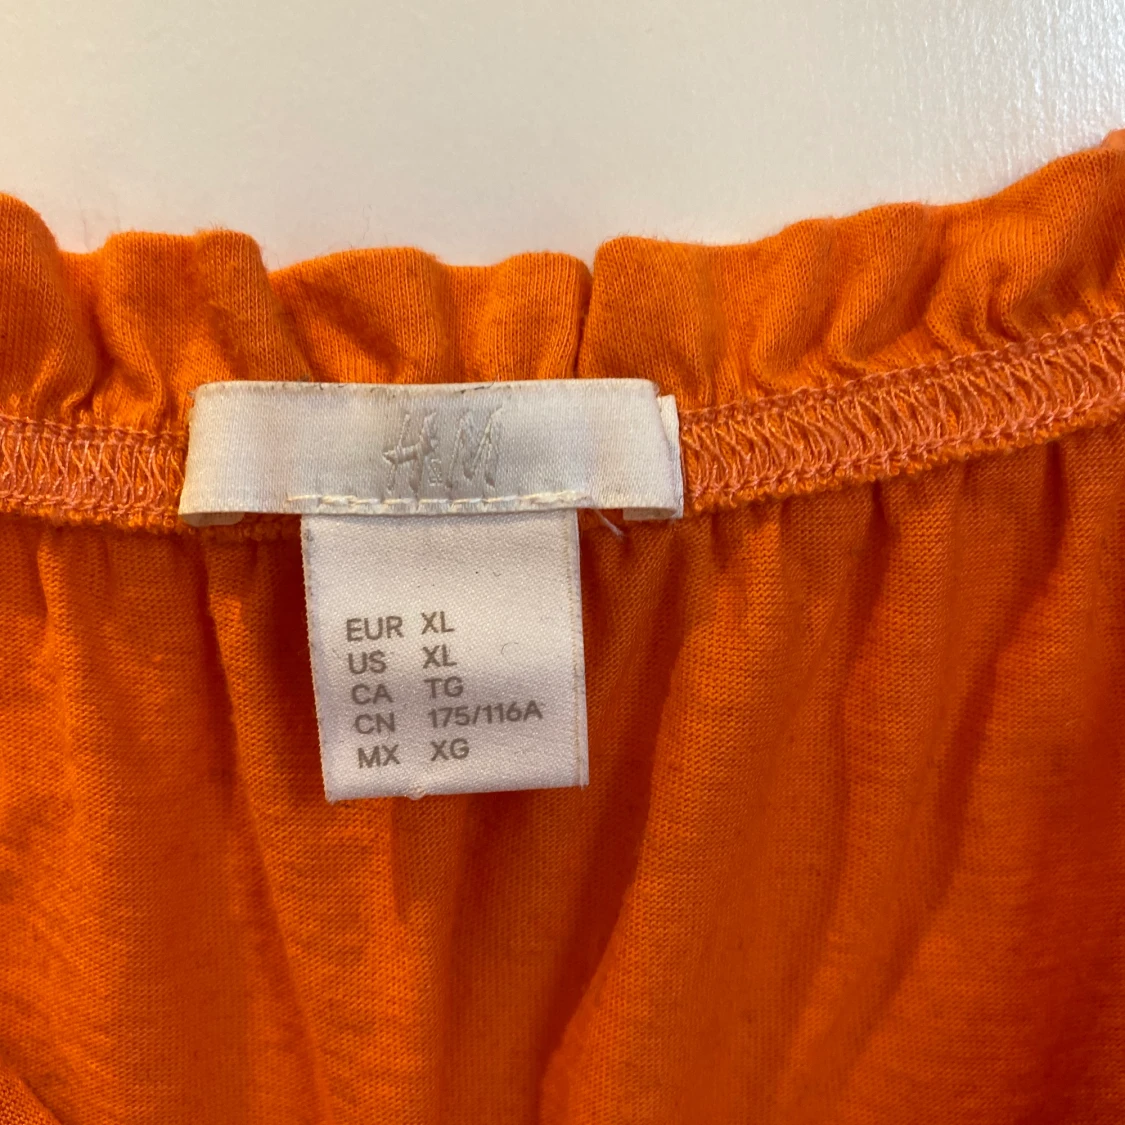 H&M
EUR XL
US XL
CA TG
CN 175/116A
MX XG